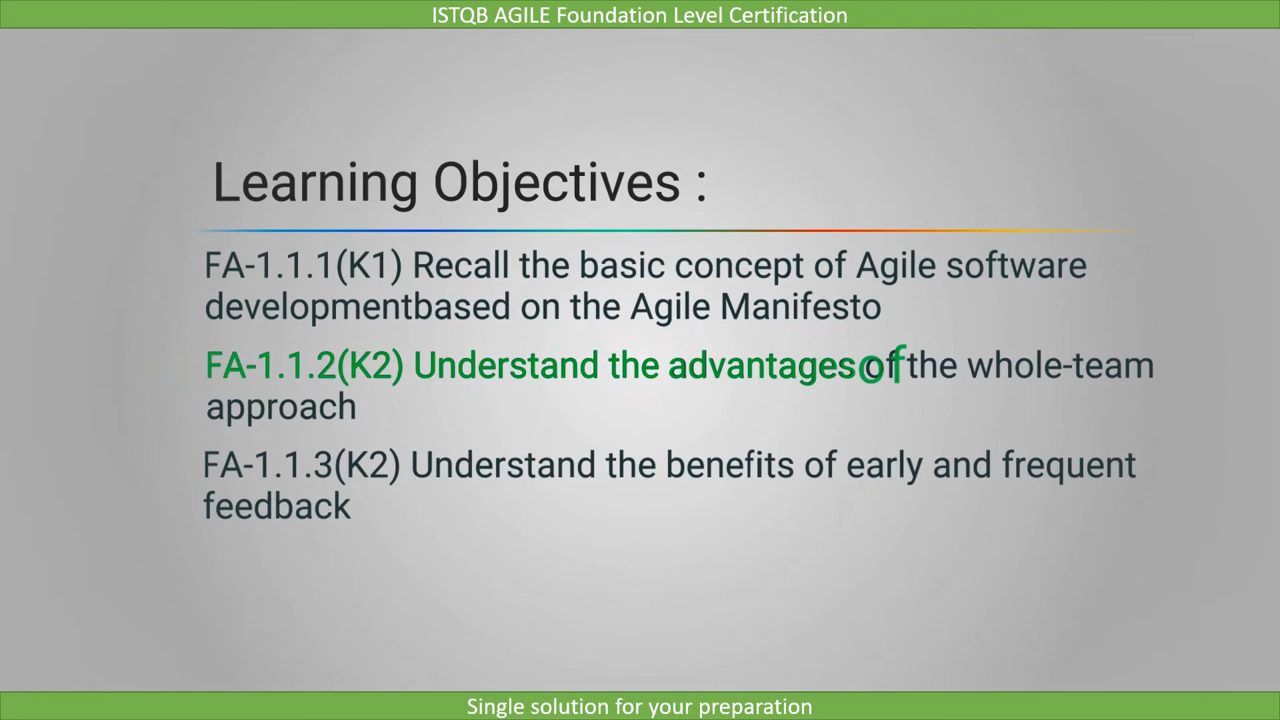 ISTQB AGILE Foundation Level Certification
Learning Objectives :
FA-1.1.1(K1) Recall the basic concept of Agile software
developmentbased on the Agile Manifesto
FA-1.1.2(K2) Understand the advantages of the whole-team
approach
FA-1.1.3(K2) Understand the benefits of early and frequent
feedback
Single solution for your preparation